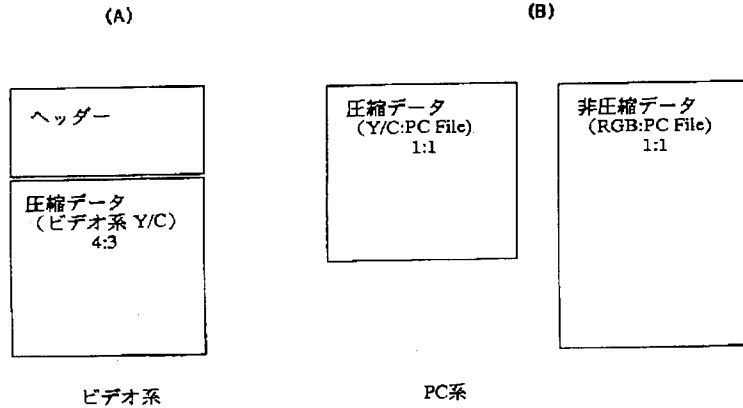 (A)
(B)
ヘッダー
圧縮データ
(ビデオ系 Y/C)
4:3
圧縮データ
(Y/C:PC File)
1:1
非圧縮データ
(RGB:PC File)
1:1
ビデオ系
PC系